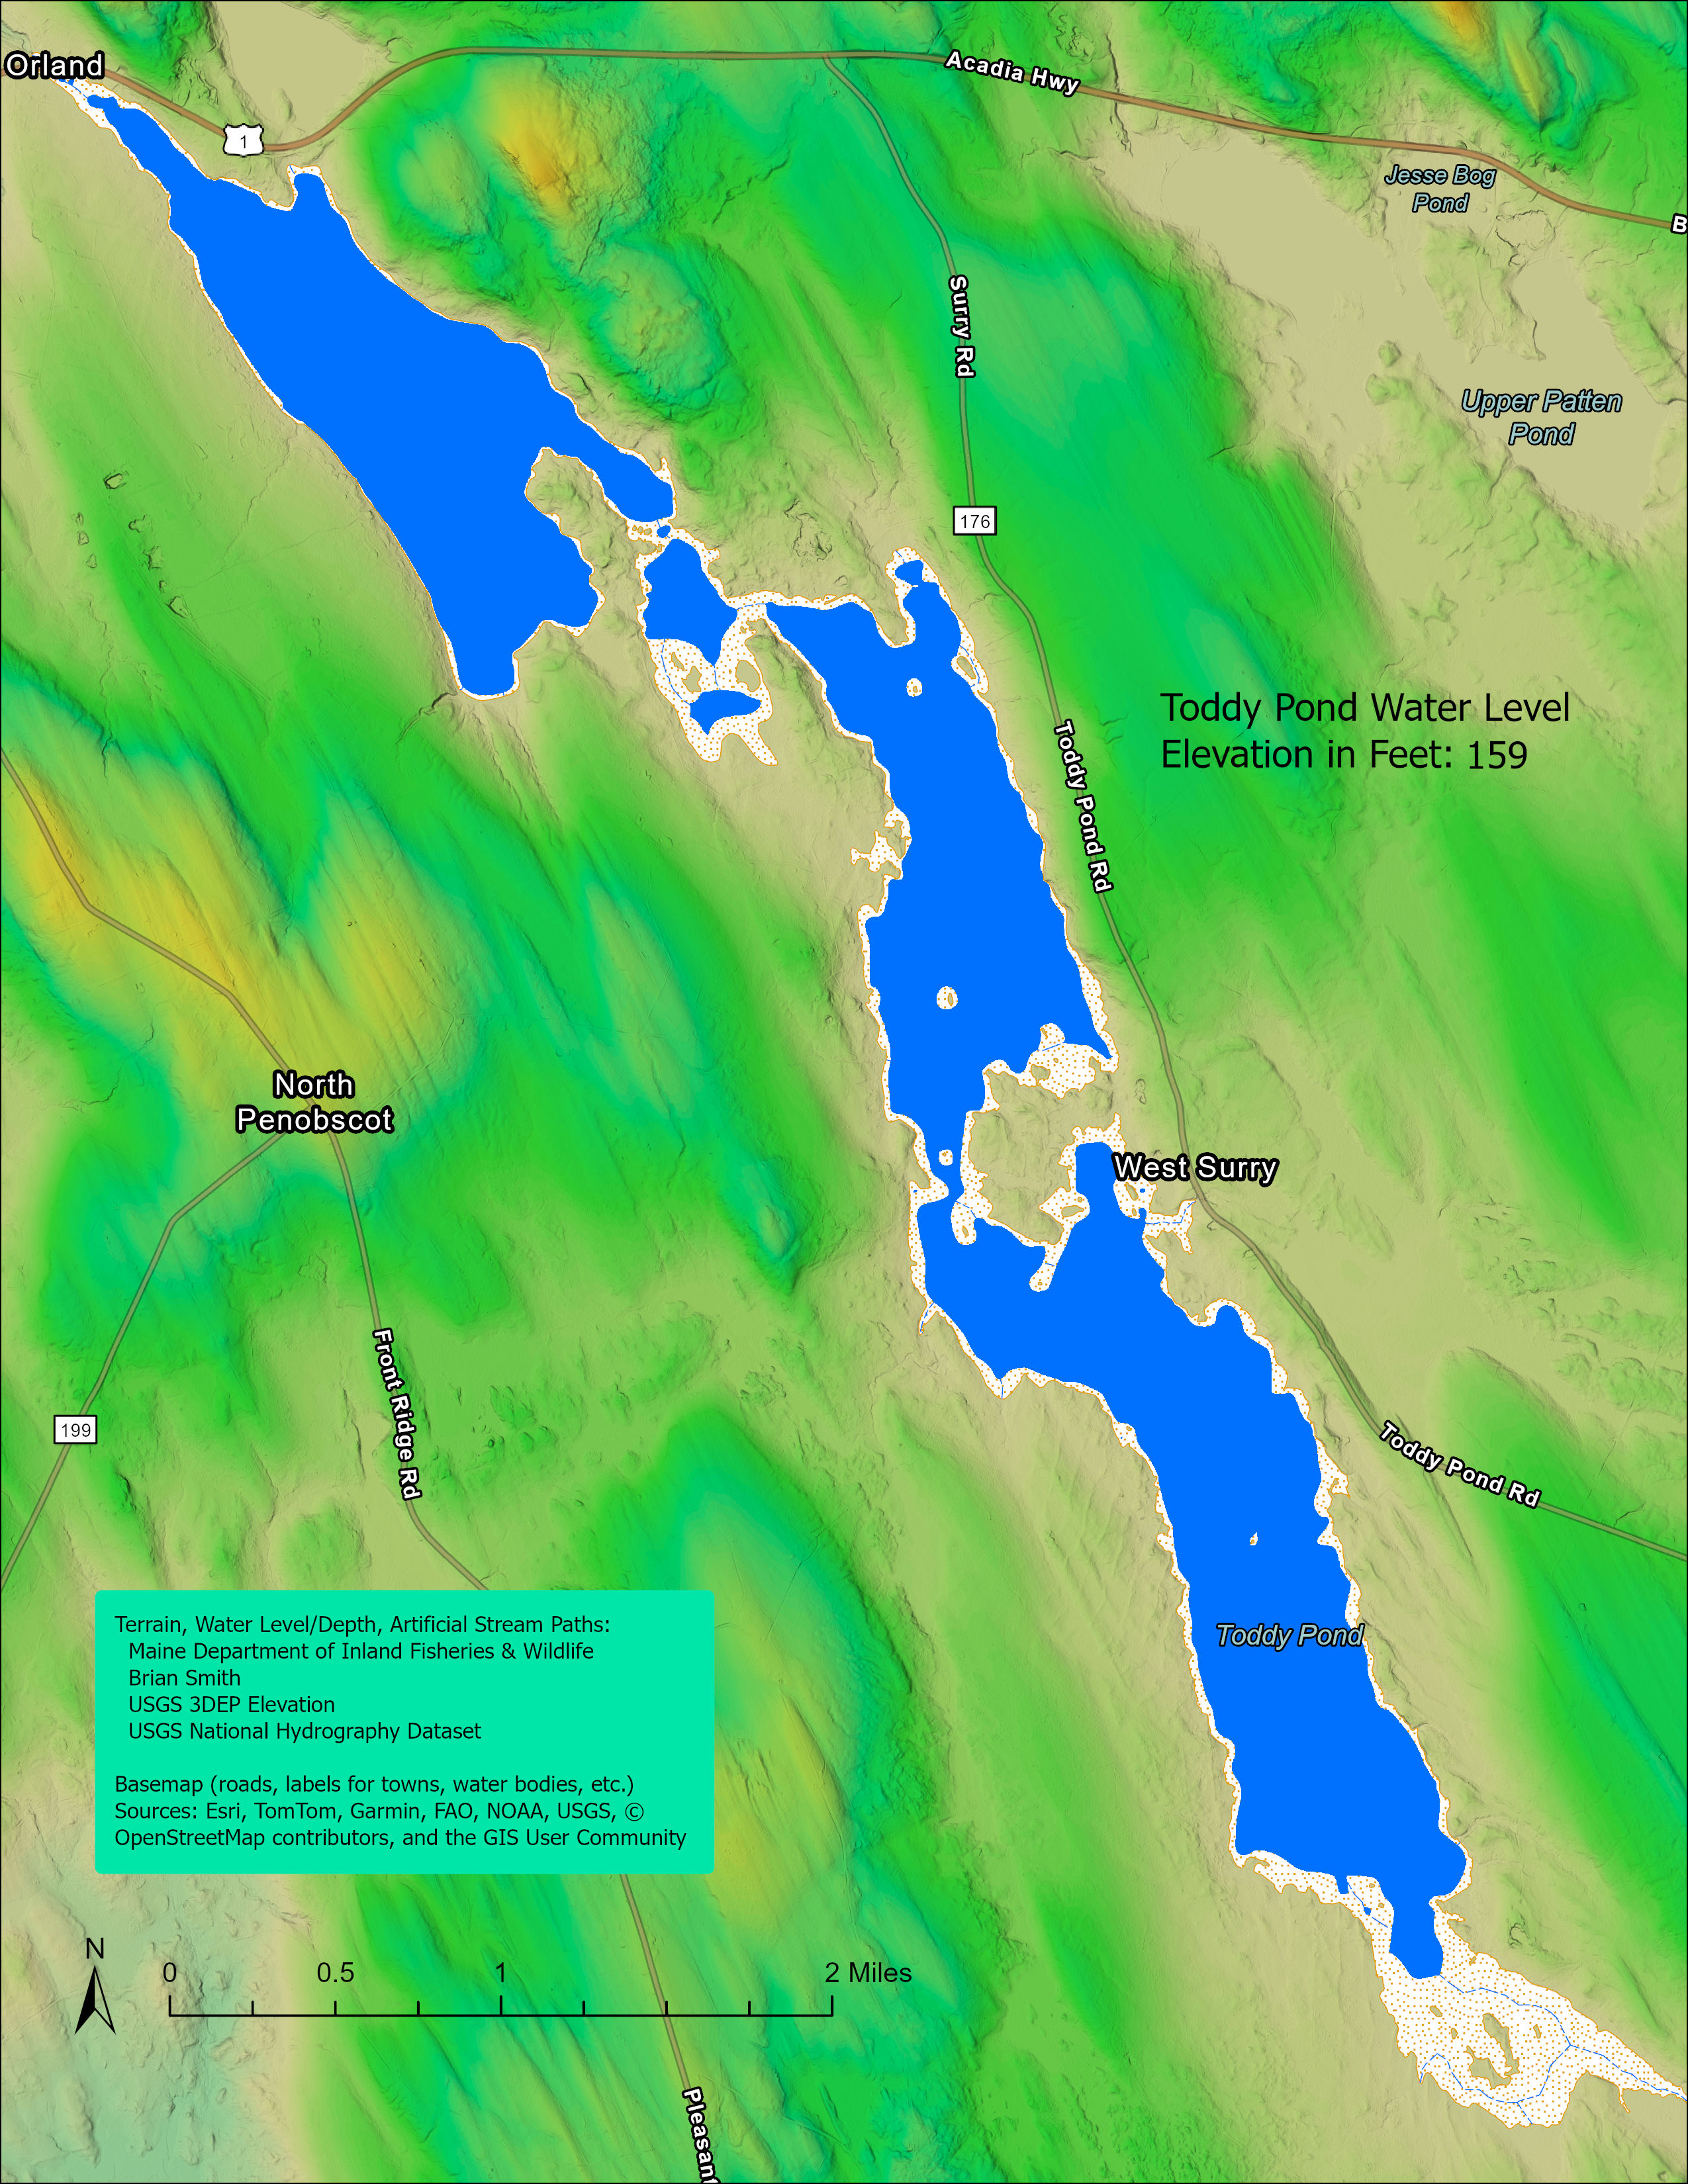 Orland
Acadia Hwy
1
Jesse Bog
Pond
B
Surry Rd
Upper Patten
Pond
176
Toddy Pond Water Level
Elevation in Feet: 159
Toddy Pond Rd
North
Penobscot
West Surry
Front Ridge Rd
199
Toddy Pond Rd
Toddy Pond
Terrain, Water Level/Depth, Artificial Stream Paths:
Maine Department of Inland Fisheries & Wildlife
Brian Smith
USGS 3DEP Elevation
USGS National Hydrography Dataset
Basemap (roads, labels for towns, water bodies, etc.)
Sources: Esri, TomTom, Garmin, FAO, NOAA, USGS, ©
OpenStreetMap contributors, and the GIS User Community
N
0 0.5 1 2 Miles
Pleasant